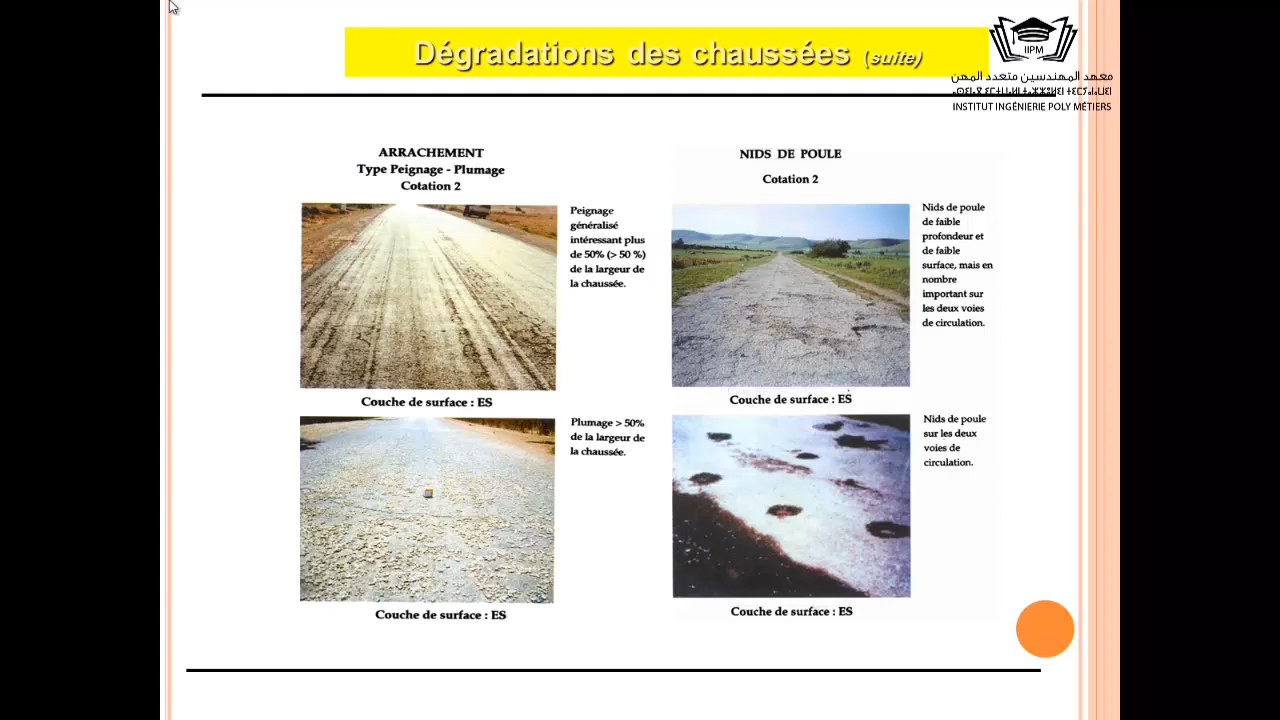 Dégradations des chaussées (suite)
IIPM
معهد المهندسين متعدد المهن
INSTITUT INGÉNIERIE POLY MÉTIERS
ARRACHEMENT
Type Peignage - Plumage
Cotation 2
Peignage
généralisé
intéressant plus
de 50% (> 50 %)
de la largeur de
la chaussée.
Couche de surface : ES
Plumage > 50%
de la largeur de
la chaussée.
Couche de surface : ES
NIDS DE POULE
Cotation 2
Nids de poule
de faible
profondeur et
de faible
surface, mais en
nombre
important sur
les deux voies
de circulation.
Couche de surface : ES
Nids de poule
sur les deux
voies de
circulation.
Couche de surface : ES